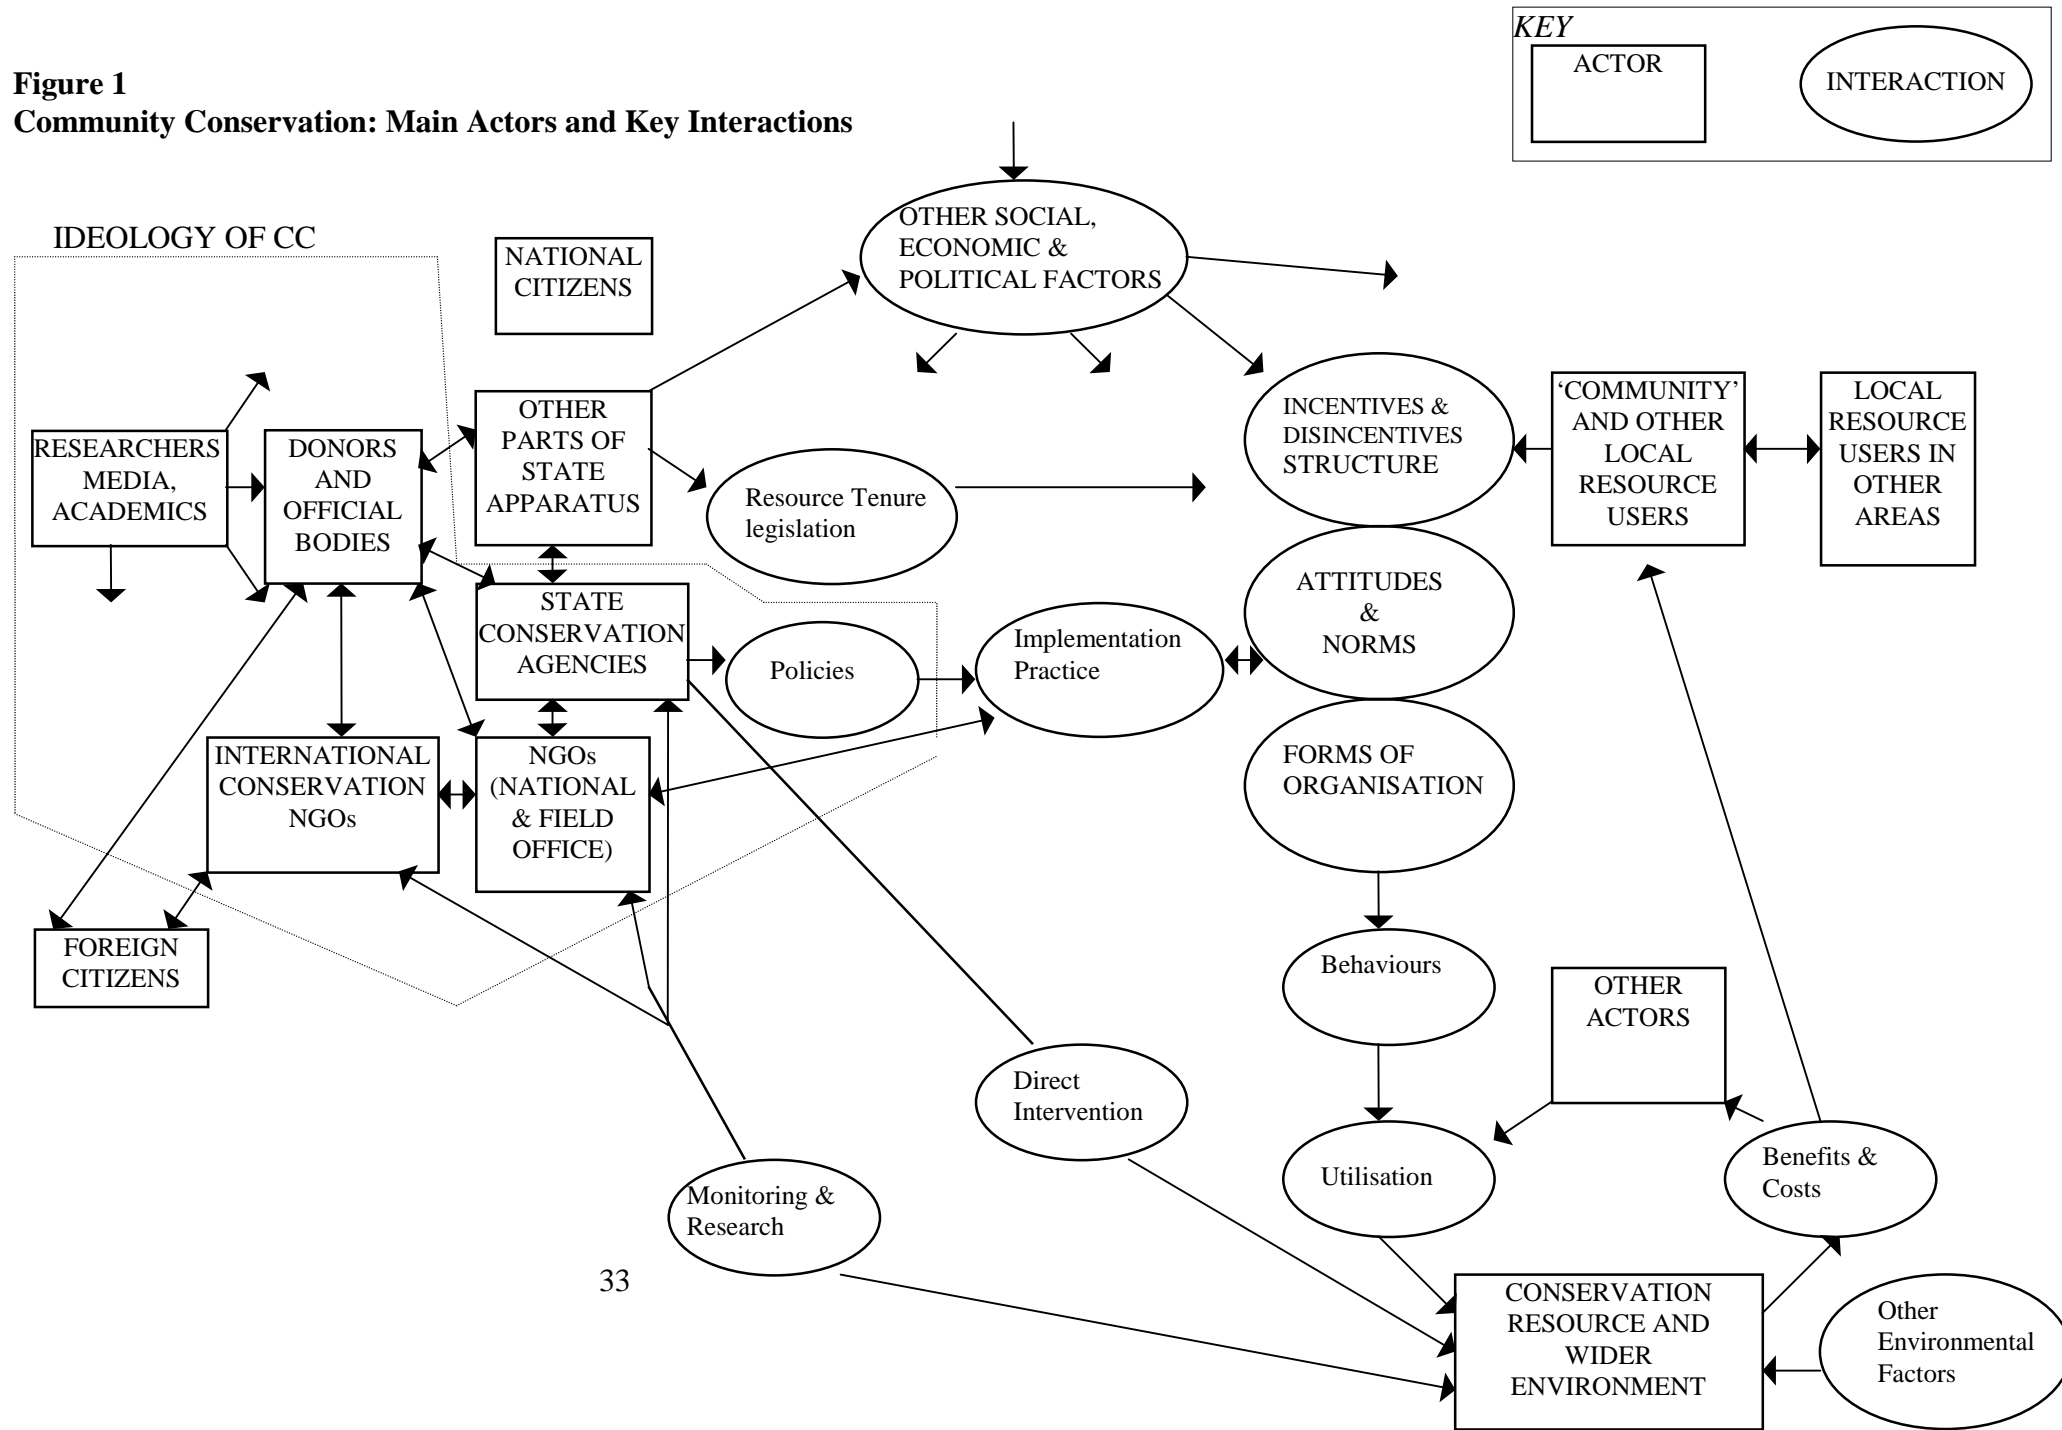 KEY
ACTOR
INTERACTION
Figure 1
Community Conservation: Main Actors and Key Interactions
IDEOLOGY OF CC
NATIONAL
CITIZENS
OTHER SOCIAL,
ECONOMIC &
POLITICAL FACTORS
RESEARCHERS
MEDIA,
ACADEMICS
DONORS
AND
OFFICIAL
BODIES
OTHER
PARTS OF
STATE
APPARATUS
Resource Tenure
legislation
INCENTIVES &
DISINCENTIVES
STRUCTURE
‘COMMUNITY’
AND OTHER
LOCAL
RESOURCE
USERS
LOCAL
RESOURCE
USERS IN
OTHER
AREAS
STATE
CONSERVATION
AGENCIES
Policies
Implementation
Practice
ATTITUDES
&
NORMS
INTERNATIONAL
CONSERVATION
NGOs
NGOs
(NATIONAL
& FIELD
OFFICE)
FORMS OF
ORGANISATION
FOREIGN
CITIZENS
Behaviours
OTHER
ACTORS
Direct
Intervention
Utilisation
Benefits &
Costs
Monitoring &
Research
33
CONSERVATION
RESOURCE AND
WIDER
ENVIRONMENT
Other
Environmental
Factors